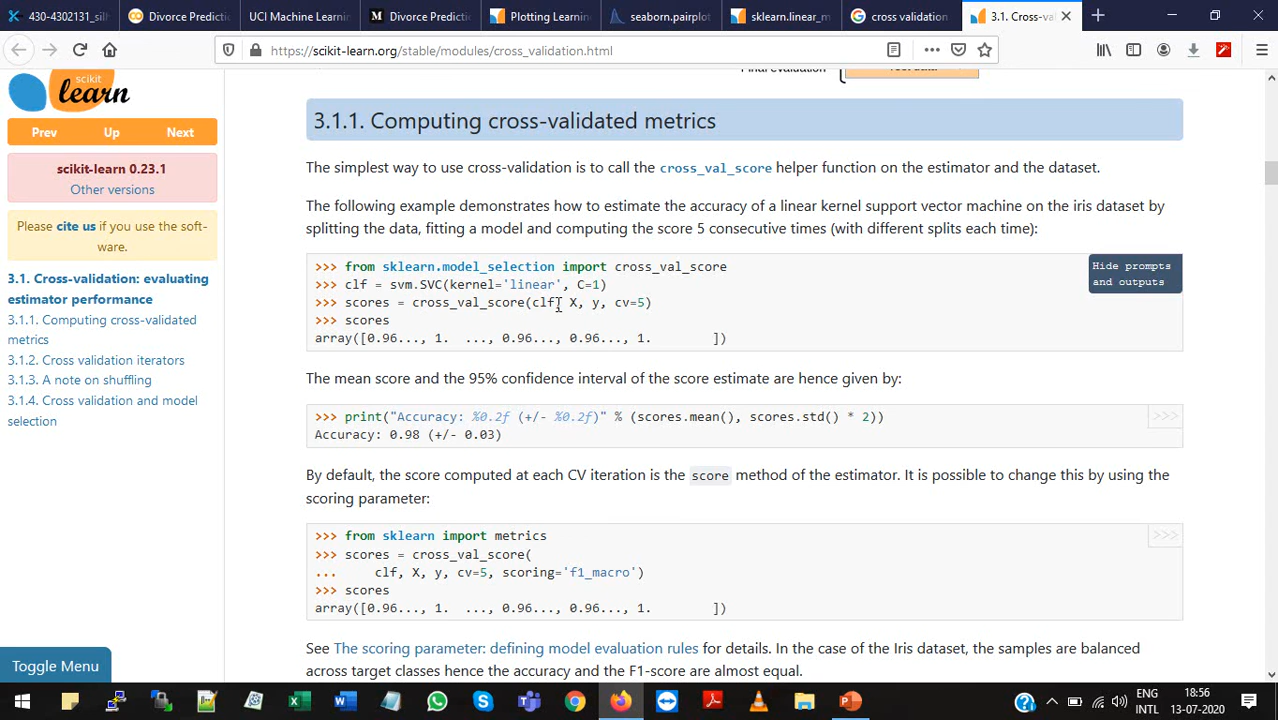 430-4302131_sill
Divorce Predicti
UCI Machine Learni
Divorce Predictio
Plotting Learnin
seaborn.pairplot
sklearn.linear_m
cross validation
3.1. Cross-va
https://scikit-learn.org/stable/modules/cross_validation.html
scikit
learn
Prev Up Next
scikit-learn 0.23.1
Other versions
Please cite us if you use the soft-
ware.
3.1. Cross-validation: evaluating
estimator performance
3.1.1. Computing cross-validated
metrics
3.1.2. Cross validation iterators
3.1.3. A note on shuffling
3.1.4. Cross validation and model
selection
Toggle Menu
3.1.1. Computing cross-validated metrics
The simplest way to use cross-validation is to call the cross_val_score helper function on the estimator and the dataset.
The following example demonstrates how to estimate the accuracy of a linear kernel support vector machine on the iris dataset by
splitting the data, fitting a model and computing the score 5 consecutive times (with different splits each time):
Hide prompts
and outputs
>>> from sklearn.model_selection import cross_val_score
>>> clf = svm.SVC(kernel='linear', C=1)
>>> scores = cross_val_score(clf, X, y, cv=5)
>>> scores
array([0.96..., 1. ..., 0.96..., 0.96..., 1. ])
The mean score and the 95% confidence interval of the score estimate are hence given by:
>>> print("Accuracy: %0.2f (+/- %0.2f)" % (scores.mean(), scores.std() * 2))
>>>
Accuracy: 0.98 (+/- 0.03)
By default, the score computed at each CV iteration is the score method of the estimator. It is possible to change this by using the
scoring parameter:
>>> from sklearn import metrics
>>>
>>> scores = cross_val_score(
... clf, X, y, cv=5, scoring='f1_macro')
>>> scores
array([0.96..., 1. ..., 0.96..., 0.96..., 1. ])
See The scoring parameter: defining model evaluation rules for details. In the case of the Iris dataset, the samples are balanced
across target classes hence the accuracy and the F1-score are almost equal.
ENG
INTL
18:56
13-07-2020